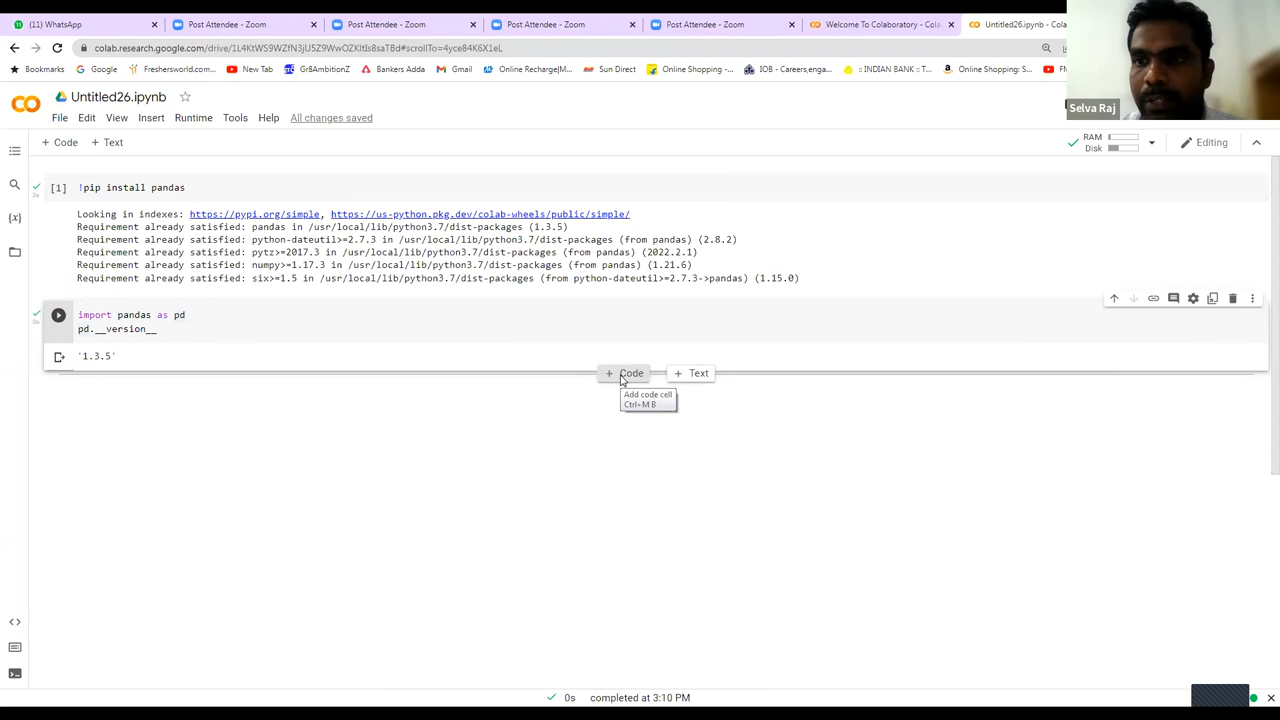 WhatsApp
Post Attendee - Zoom
Post Attendee - Zoom
Post Attendee - Zoom
Post Attendee - Zoom
Welcome To Colaboratory - Cola
Untitled26.ipynb - Cola
colab.research.google.com/drive/1L4KtWS9WZfN3jU5Z9WwOZKItIs8saTBd#scrollTo=4yce84K6X1eL
Bookmarks
Google
Freshersworld.com...
New Tab
Gr8AmbitionZ
Bankers Adda
Gmail
Online Recharge|M...
Sun Direct
Online Shopping -...
IOB - Careers,enga...
:: INDIAN BANK :: T...
Online Shopping: S...
Selva Raj
Untitled26.ipynb
File Edit View Insert Runtime Tools Help All changes saved
+ Code + Text
RAM
Disk
Editing
[1] !pip install pandas
3s
Looking in indexes: https://pypi.org/simple, https://us-python.pkg.dev/colab-wheels/public/simple/
Requirement already satisfied: pandas in /usr/local/lib/python3.7/dist-packages (1.3.5)
Requirement already satisfied: python-dateutil>=2.7.3 in /usr/local/lib/python3.7/dist-packages (from pandas) (2.8.2)
Requirement already satisfied: pytz>=2017.3 in /usr/local/lib/python3.7/dist-packages (from pandas) (2022.2.1)
Requirement already satisfied: numpy>=1.17.3 in /usr/local/lib/python3.7/dist-packages (from pandas) (1.21.6)
Requirement already satisfied: six>=1.5 in /usr/local/lib/python3.7/dist-packages (from python-dateutil>=2.7.3->pandas) (1.15.0)
import pandas as pd
0s
pd.__version__
'1.3.5'
+ Code + Text
Add code cell
Ctrl+M B
0s completed at 3:10 PM